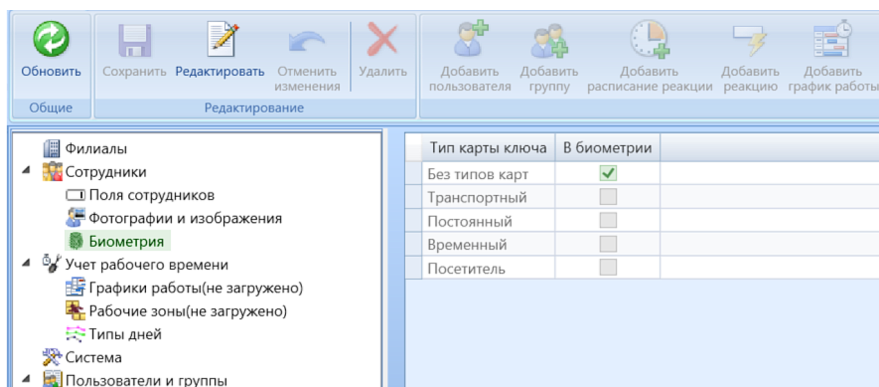 Обновить
Сохранить Редактировать Отменить изменения Удалить
Добавить пользователя Добавить группу Добавить расписание реакции Добавить реакцию Добавить график работы
Общие Редактирование
Филиалы
Сотрудники
Поля сотрудников
Фотографии и изображения
Биометрия
Учет рабочего времени
Графики работы(не загружено)
Рабочие зоны(не загружено)
Типы дней
Система
Пользователи и группы
Тип карты ключа В биометрии
Без типов карт
Транспортный
Постоянный
Временный
Посетитель